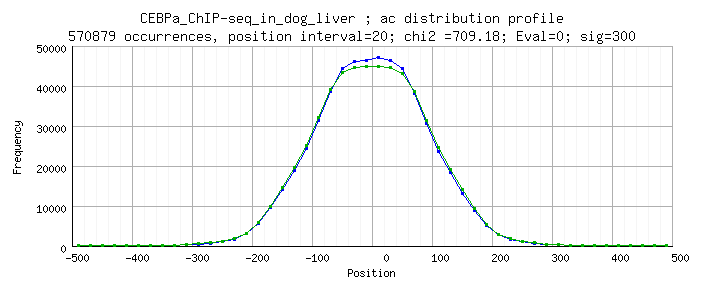 CEBPa_ChIP-seq_in_dog_liver ; ac distribution profile
570879 occurrences, position interval=20; chi2 =709.18; Eval=0; sig=300
50000
40000
30000
20000
10000
0
Frequency
-500 -400 -300 -200 -100 0 100 200 300 400 500
Position